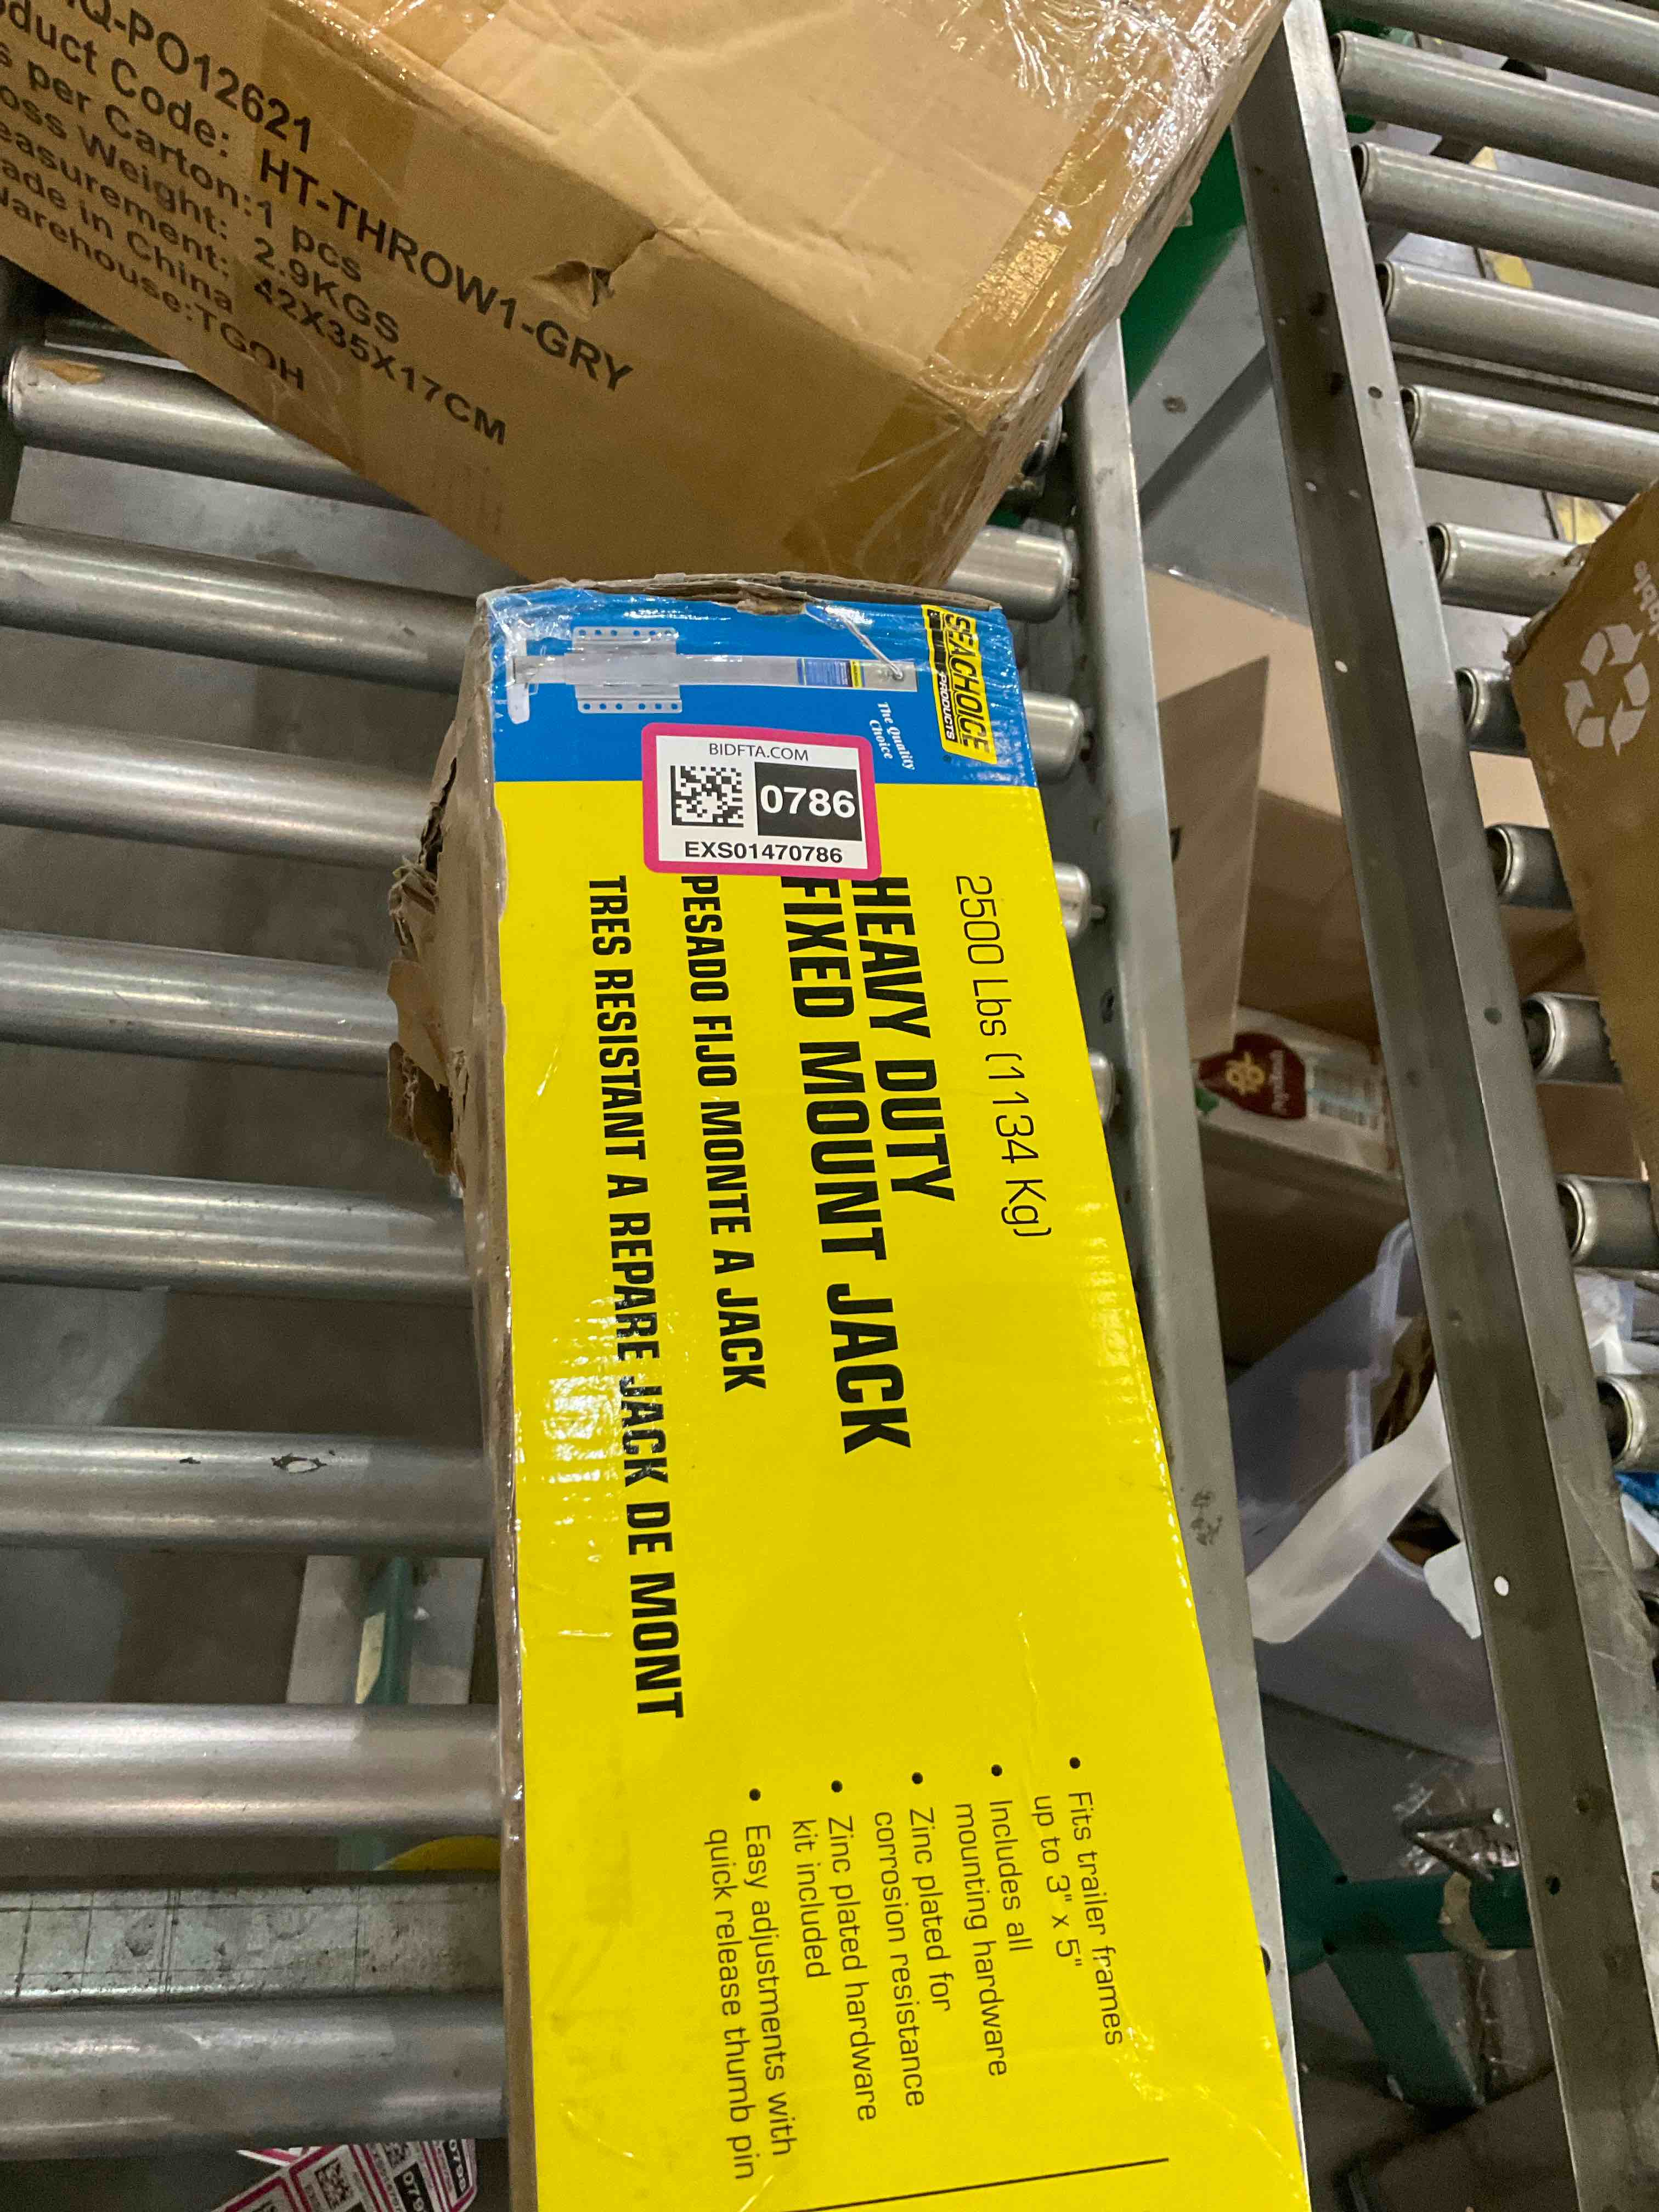 Q-PO12621
duct Code: HT-THROW1-GRY
s per Carton:1 pcs
oss Weight: 2.9KGS
easurement: 42X35X17CM
ade in China
arehouse:TGOH
SEACHOICE
PRODUCTS
The Quality
Choice
BIDFTA.COM
0786
EXS01470786
2500 Lbs (1134 Kg)
HEAVY DUTY
FIXED MOUNT JACK
PESADO FIJO MONTE A JACK
TRES RESISTANT A REPARE JACK DE MONT
• Fits trailer frames
up to 3" x 5"
• Includes all
mounting hardware
• Zinc plated for
corrosion resistance
• Zinc plated hardware
kit included
• Easy adjustments with
quick release thumb pin